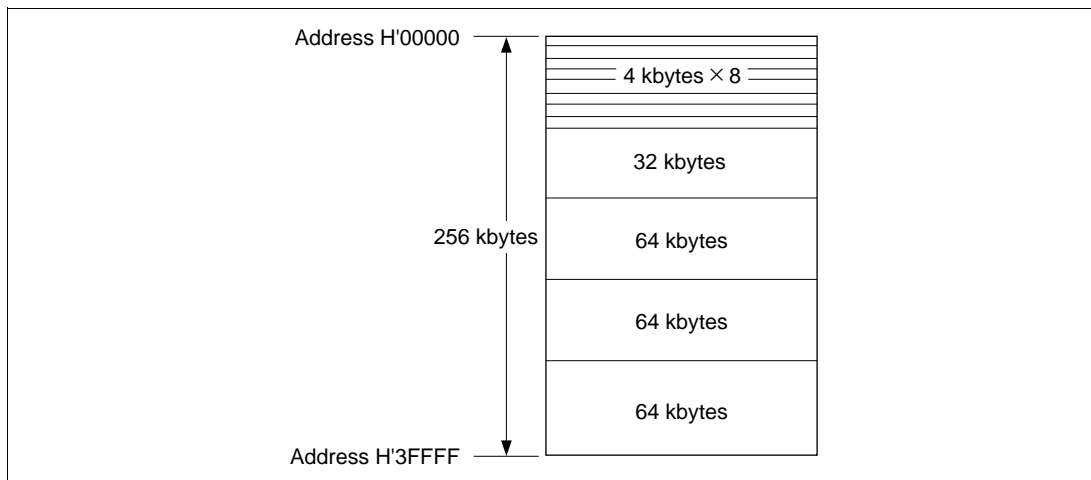 Address H'00000
4 kbytes × 8
32 kbytes
256 kbytes
64 kbytes
64 kbytes
64 kbytes
Address H'3FFFF